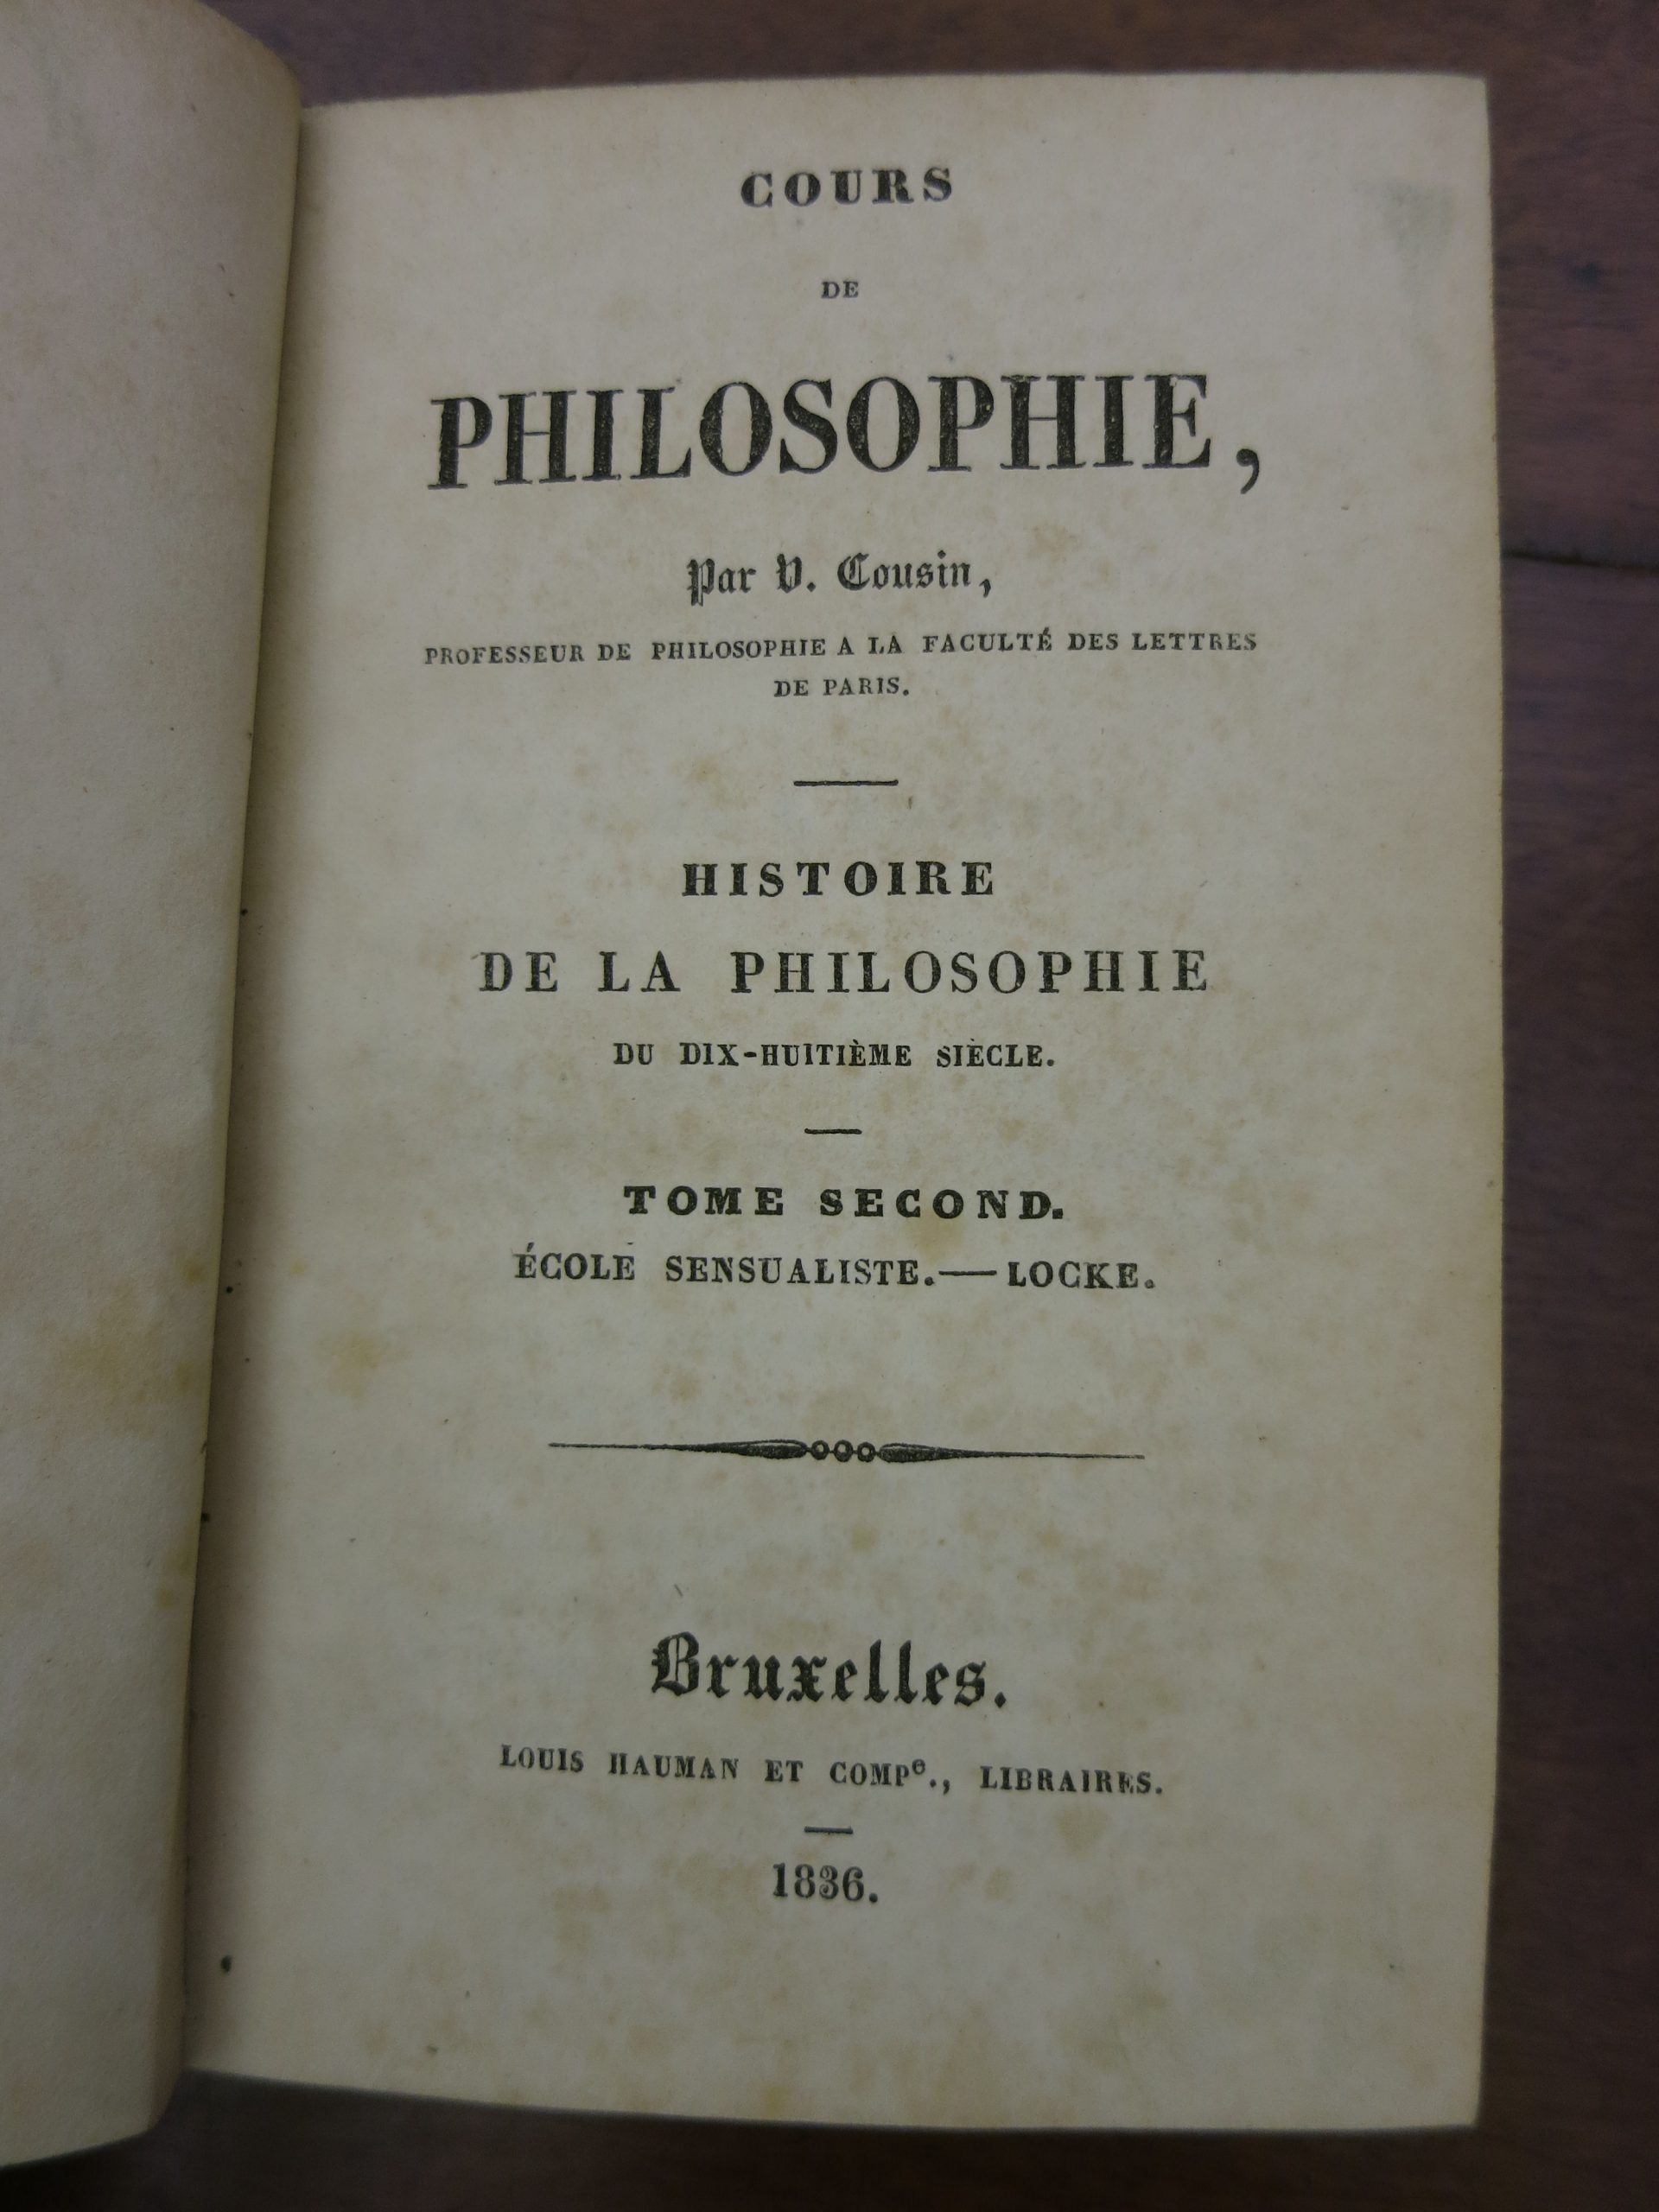 COURS
DE
PHILOSOPHIE,
Par V. Cousin,
PROFESSEUR DE PHILOSOPHIE A LA FACULTÉ DES LETTRES
DE PARIS.
HISTOIRE
DE LA PHILOSOPHIE
DU DIX-HUITIÈME SIÈCLE.
TOME SECOND.
ÉCOLE SENSUALISTE.—LOCKE.
Bruxelles.
LOUIS HAUMAN ET COMPᵉ., LIBRAIRES.
1836.